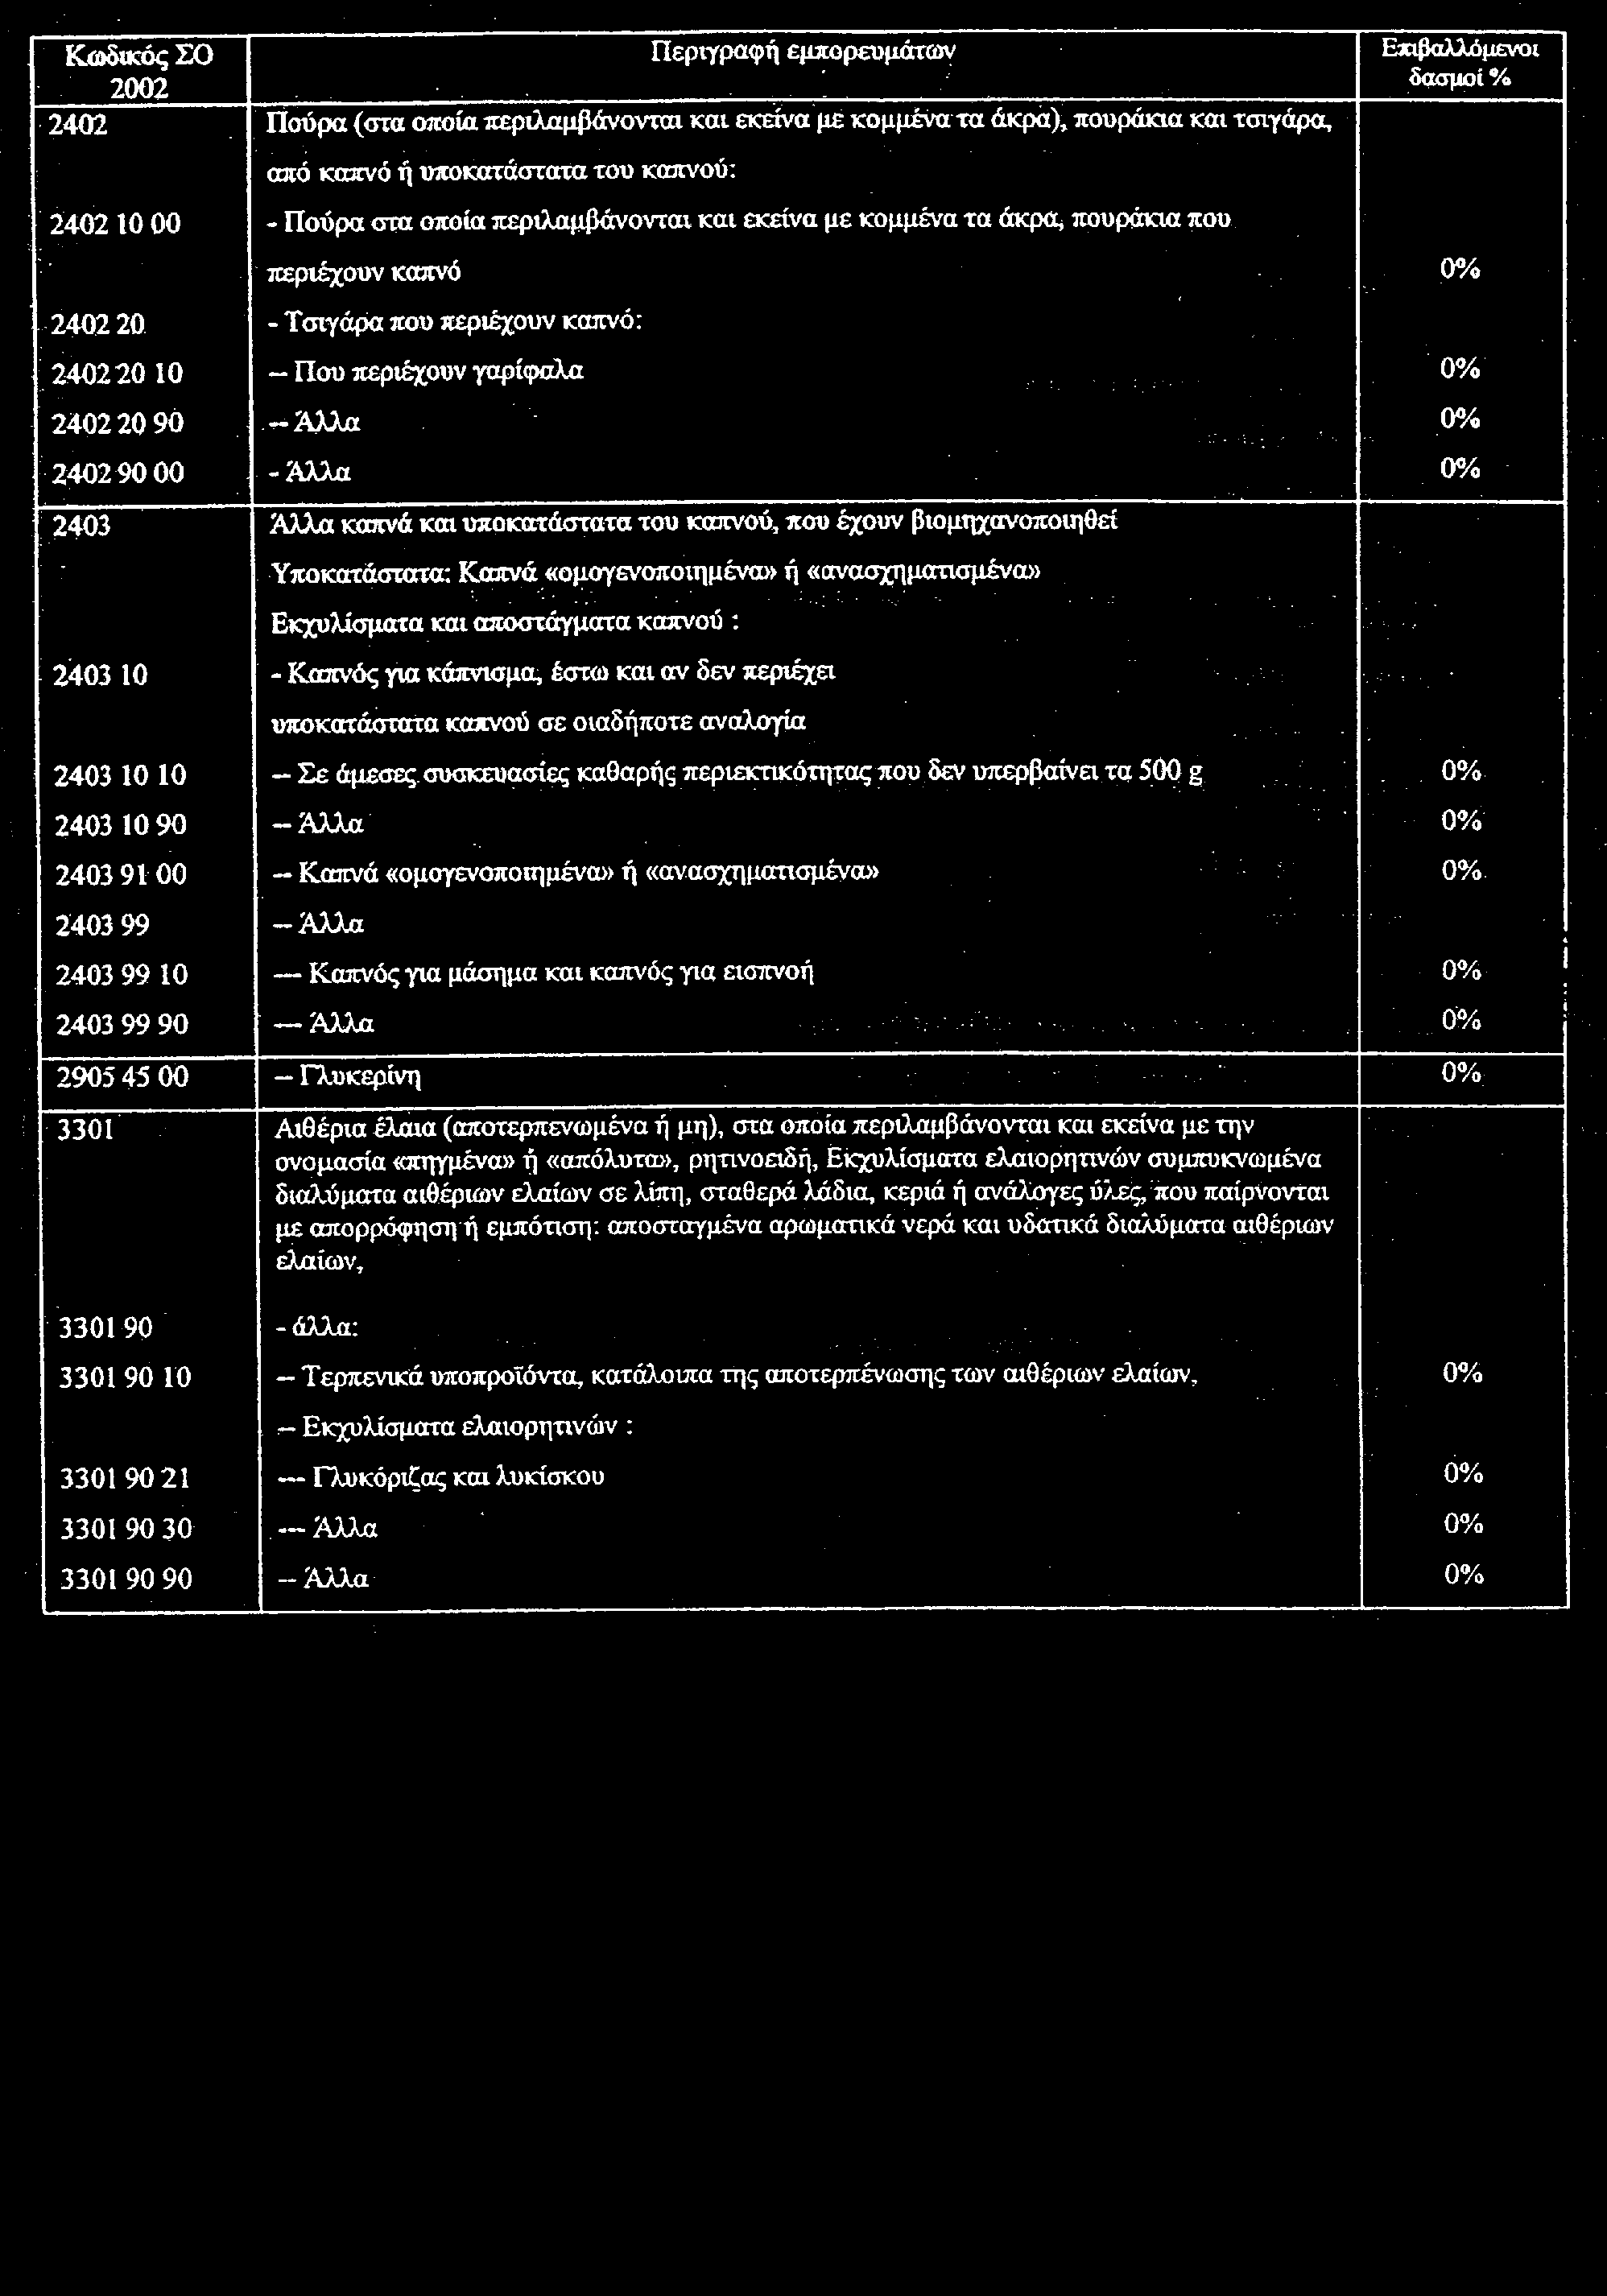 Κωδικός ΣΟ 2002 Περιγραφή εμπορευμάτων Επιβαλλόμενοι δασμοί %
2402 Πούρα (στα οποία περιλαμβάνονται και εκείνα με κομμένα τα άκρα), πουράκια και τσιγάρα,
από καπνό ή υποκατάστατα του καπνού:
2402 10 00 - Πούρα στα οποία περιλαμβάνονται και εκείνα με κομμένα τα άκρα, πουράκια που
περιέχουν καπνό 0%
2402 20 - Τσιγάρα που περιέχουν καπνό:
2402 20 10 -- Που περιέχουν γαρίφαλα 0%
2402 20 90 -- Άλλα 0%
2402 90 00 - Άλλα 0%
2403 Άλλα καπνά και υποκατάστατα του καπνού, που έχουν βιομηχανοποιηθεί
Υποκατάστατα: Καπνά «ομογενοποιημένα» ή «ανασχηματισμένα»
Εκχυλίσματα και αποστάγματα καπνού :
2403 10 - Καπνός για κάπνισμα, έστω και αν δεν περιέχει
υποκατάστατα καπνού σε οιαδήποτε αναλογία
2403 10 10 -- Σε άμεσες συσκευασίες καθαρής περιεκτικότητας που δεν υπερβαίνει τα 500 g 0%
2403 10 90 -- Άλλα 0%
2403 91 00 -- Καπνά «ομογενοποιημένα» ή «ανασχηματισμένα» 0%
2403 99 -- Άλλα
2403 99 10 --- Καπνός για μάσημα και καπνός για εισπνοή 0%
2403 99 90 --- Άλλα 0%
2905 45 00 -- Γλυκερίνη 0%
3301 Αιθέρια έλαια (αποτερπενωμένα ή μη), στα οποία περιλαμβάνονται και εκείνα με την
ονομασία «πηγμένα» ή «απόλυτα», ρητινοειδή, Εκχυλίσματα ελαιορητινών συμπυκνωμένα
διαλύματα αιθέριων ελαίων σε λίπη, σταθερά λάδια, κεριά ή ανάλογες ύλες, που παίρνονται
με απορρόφηση ή εμπότιση: αποσταγμένα αρωματικά νερά και υδατικά διαλύματα αιθέριων
ελαίων,
3301 90 - άλλα:
3301 90 10 -- Τερπενικά υποπροϊόντα, κατάλοιπα της αποτερπένωσης των αιθέριων ελαίων, 0%
-- Εκχυλίσματα ελαιορητινών :
3301 90 21 --- Γλυκόριζας και λυκίσκου 0%
3301 90 30 --- Άλλα 0%
3301 90 90 -- Άλλα 0%